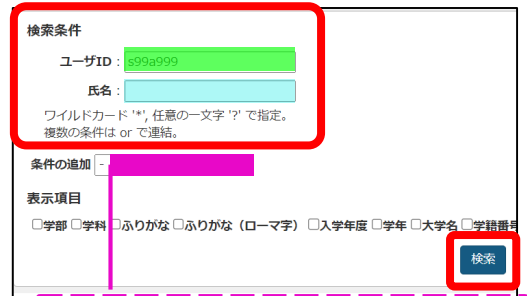 検索条件
ユーザID : s99a999
氏名 :
ワイルドカード '*', 任意の一文字 '?' で指定。
複数の条件は or で連結。
条件の追加 -
表示項目
学部 学科 ふりがな ふりがな（ローマ字） 入学年度 学年 大学名 学籍番号
検索